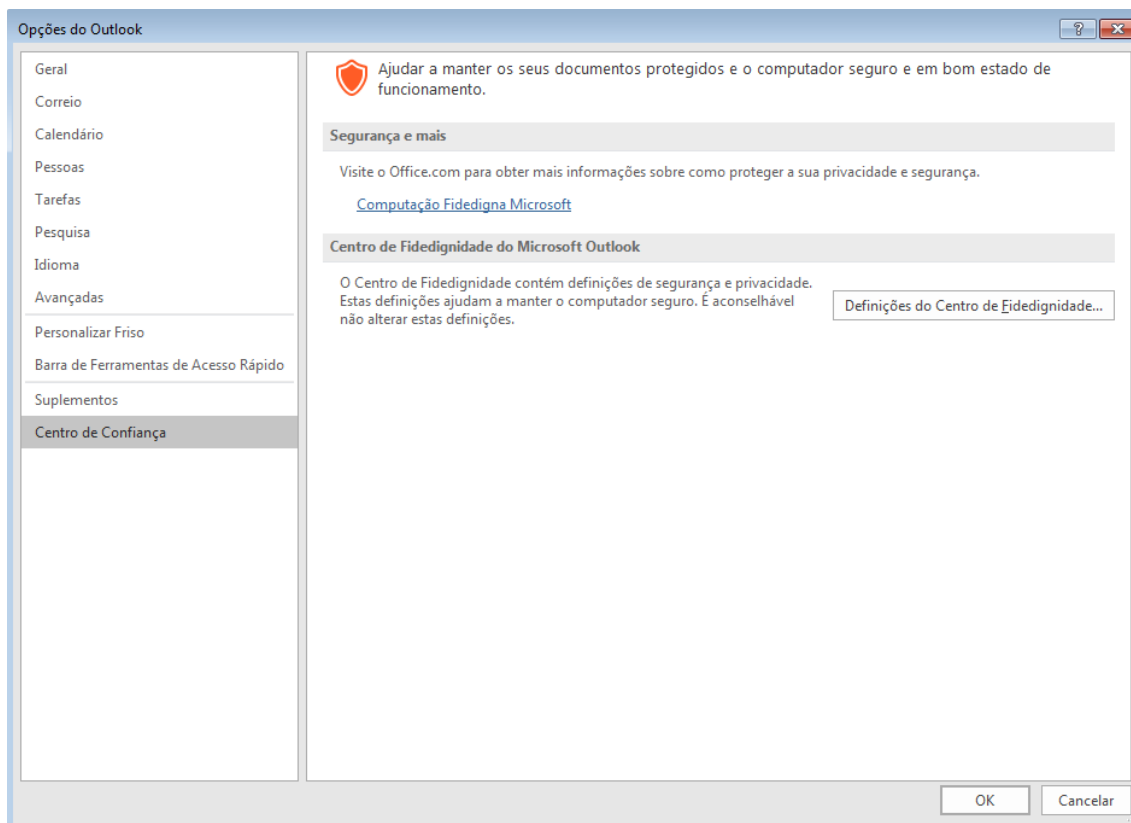 Opções do Outlook
Geral
Correio
Calendário
Pessoas
Tarefas
Pesquisa
Idioma
Avançadas
Personalizar Friso
Barra de Ferramentas de Acesso Rápido
Suplementos
Centro de Confiança
Ajudar a manter os seus documentos protegidos e o computador seguro e em bom estado de
funcionamento.
Segurança e mais
Visite o Office.com para obter mais informações sobre como proteger a sua privacidade e segurança.
Computação Fidedigna Microsoft
Centro de Fidedignidade do Microsoft Outlook
O Centro de Fidedignidade contém definições de segurança e privacidade.
Estas definições ajudam a manter o computador seguro. É aconselhável
não alterar estas definições.
Definições do Centro de Fidedignidade...
OK
Cancelar